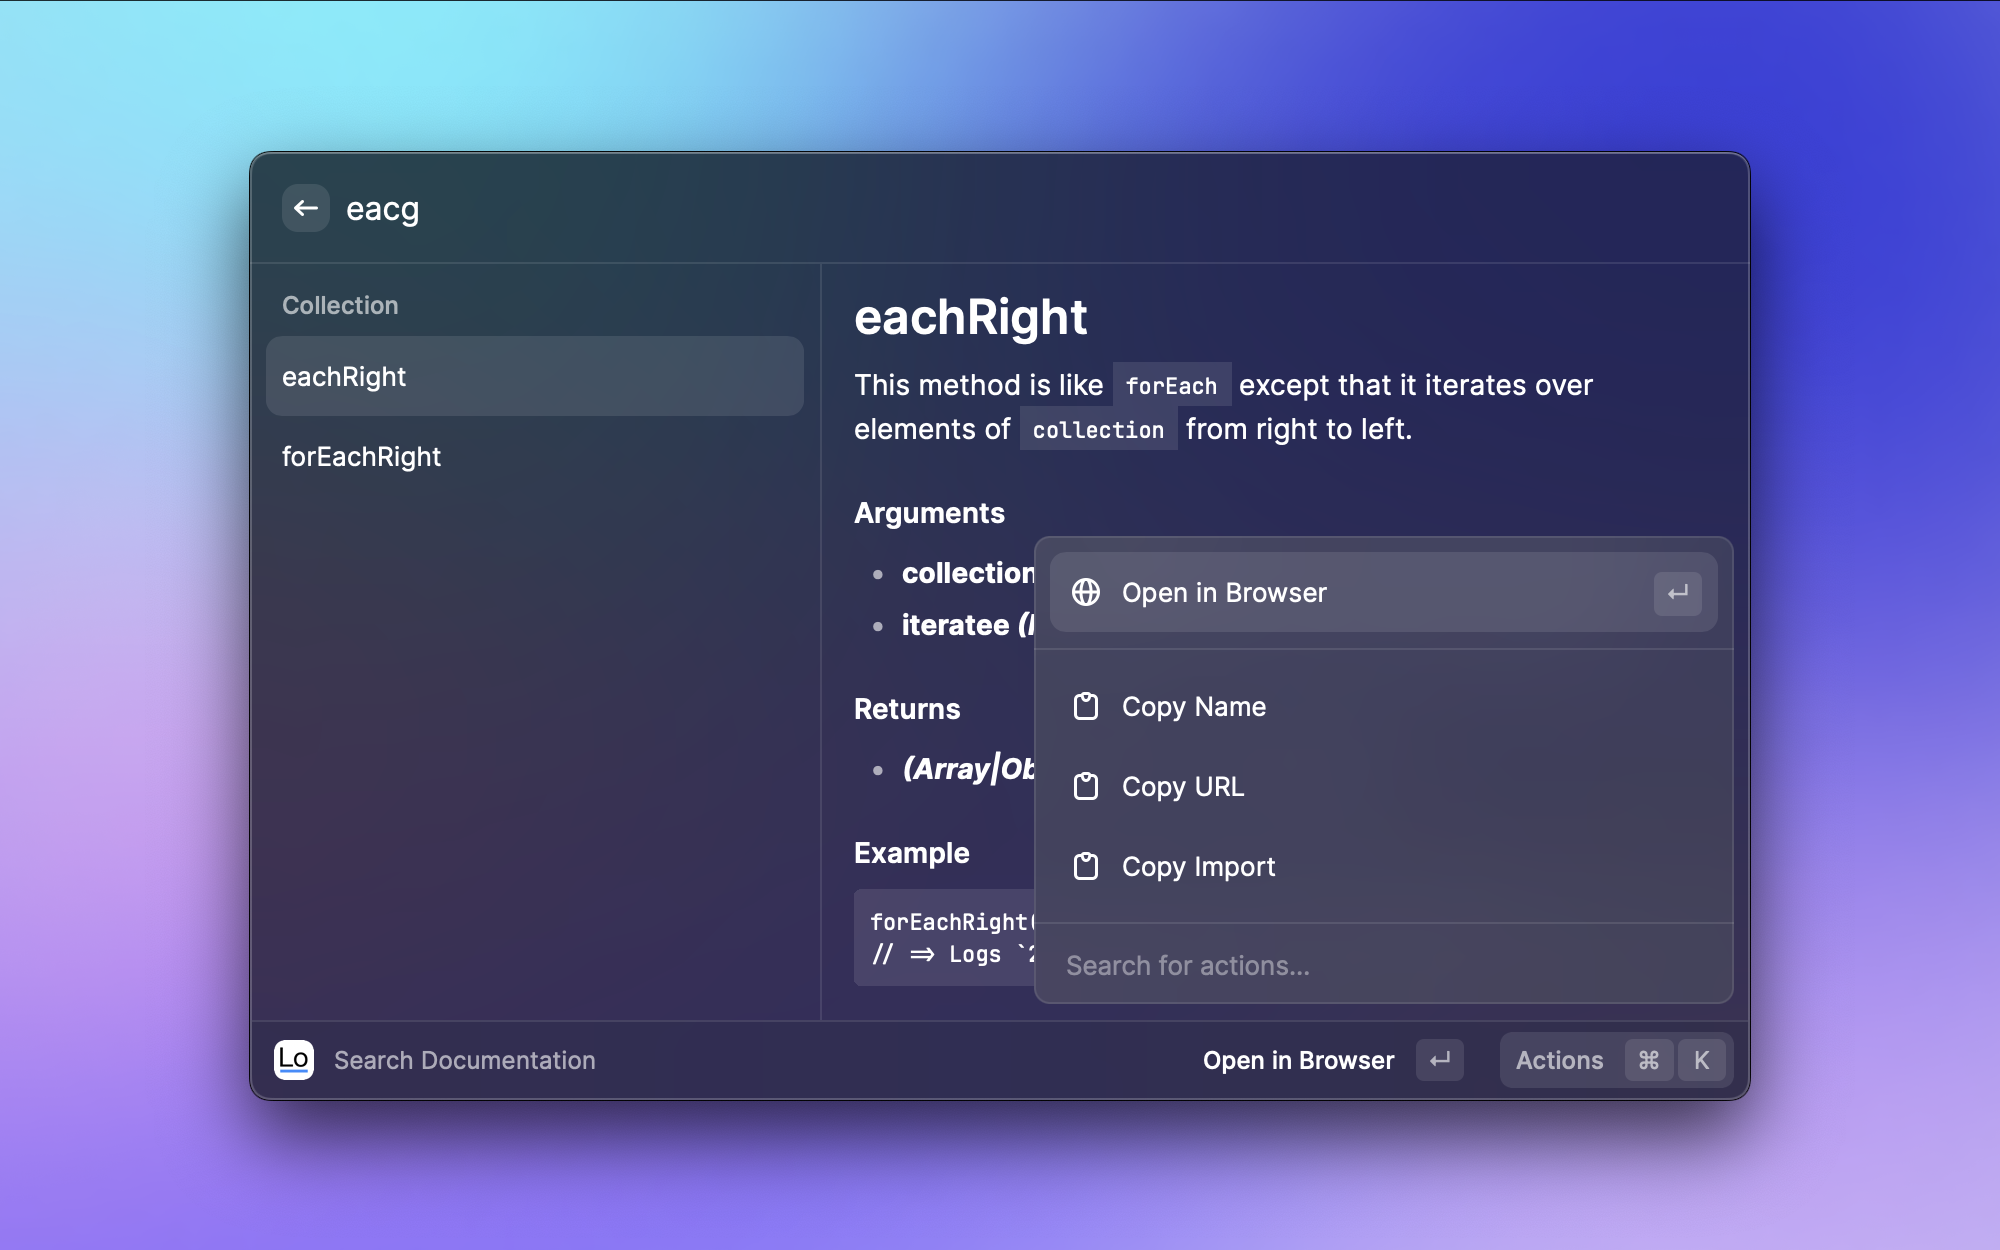 eacg
Collection
eachRight
forEachRight
eachRight
This method is like forEach except that it iterates over
elements of collection from right to left.
Arguments
collection
iteratee
Returns
(Array|Ob
Example
forEachRight(
// => Logs `2
Open in Browser
Copy Name
Copy URL
Copy Import
Search for actions...
Lo
Search Documentation
Open in Browser
Actions ⌘ K